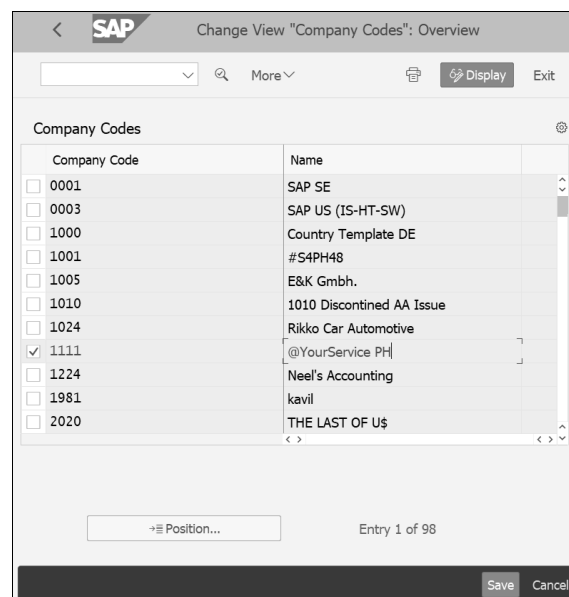 SAP Change View "Company Codes": Overview
More Display Exit
Company Codes
Company Code Name
0001 SAP SE
0003 SAP US (IS-HT-SW)
1000 Country Template DE
1001 #S4PH48
1005 E&K Gmbh.
1010 1010 Discontined AA Issue
1024 Rikko Car Automotive
1111 @YourService PH
1224 Neel's Accounting
1981 kavil
2020 THE LAST OF U$
Position... Entry 1 of 98
Save Cancel